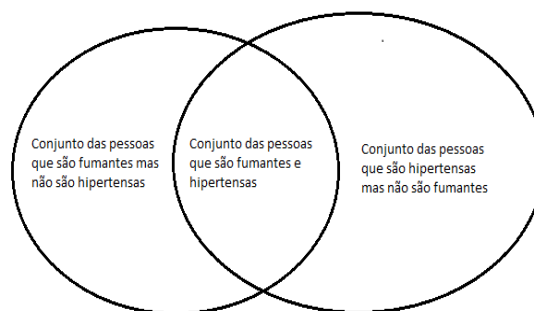 Conjunto das pessoas
que são fumantes mas
não são hipertensas
Conjunto das pessoas
que são fumantes e
hipertensas
Conjunto das pessoas
que são hipertensas
mas não são fumantes